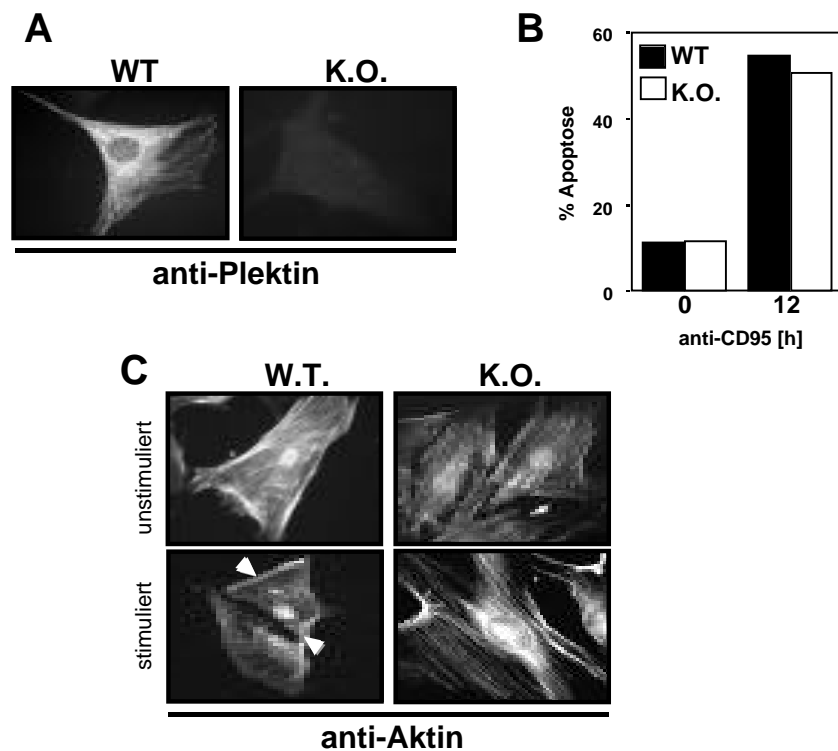 A
WT K.O.
anti-Plektin
B
% Apoptose
60
40
20
0
WT
K.O.
0 12
anti-CD95 [h]
C
W.T. K.O.
unstimuliert
stimuliert
anti-Aktin